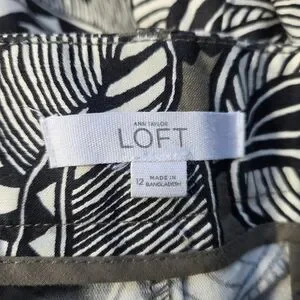 ANN TAYLOR
LOFT
12
MADE IN
BANGLADESH